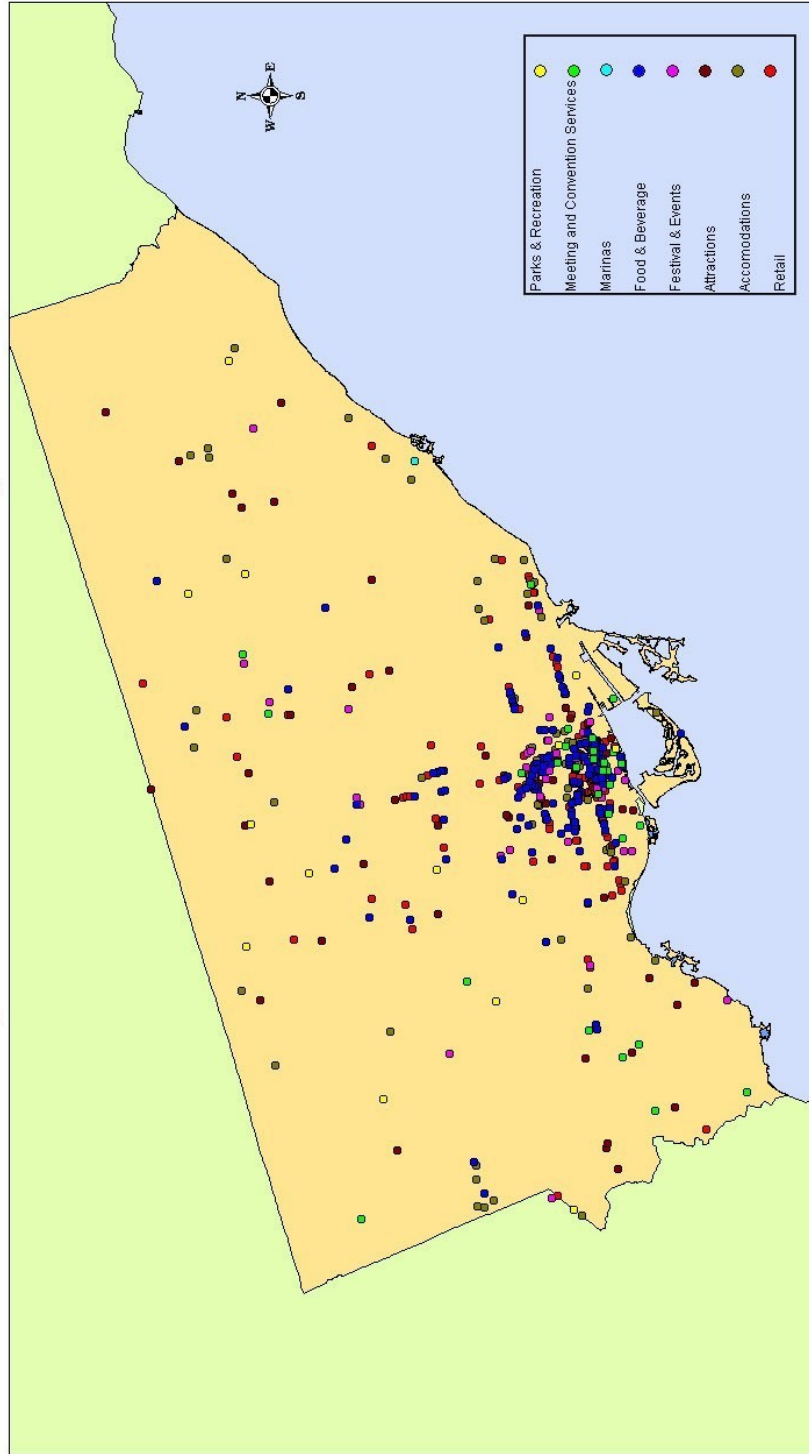 N
W
E
S
Parks & Recreation
Meeting and Convention Services
Marinas
Food & Beverage
Festival & Events
Attractions
Accomodations
Retail